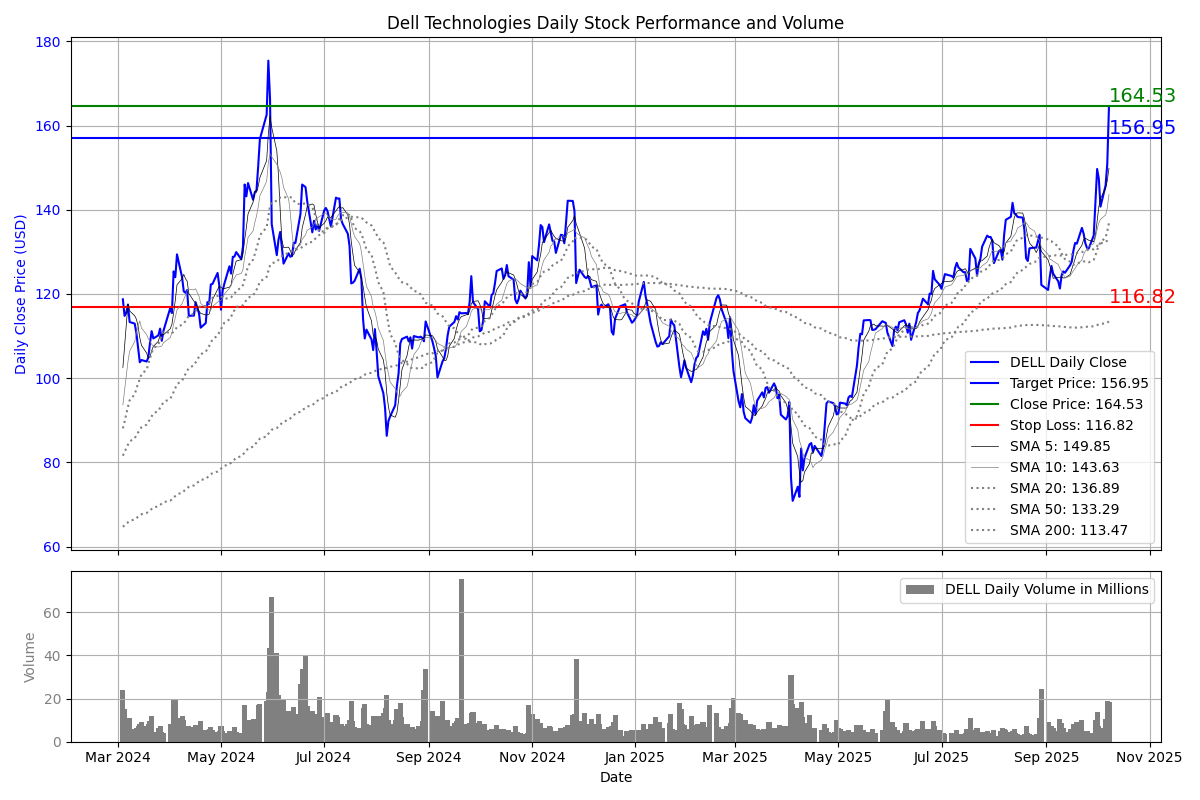 Dell Technologies Daily Stock Performance and Volume
Daily Close Price (USD)
180
160
140
120
100
80
60
164.53
156.95
116.82
DELL Daily Close
Target Price: 156.95
Close Price: 164.53
Stop Loss: 116.82
SMA 5: 149.85
SMA 10: 143.63
SMA 20: 136.89
SMA 50: 133.29
SMA 200: 113.47
Volume
60
40
20
0
DELL Daily Volume in Millions
Mar 2024 May 2024 Jul 2024 Sep 2024 Nov 2024 Jan 2025 Mar 2025 May 2025 Jul 2025 Sep 2025 Nov 2025
Date